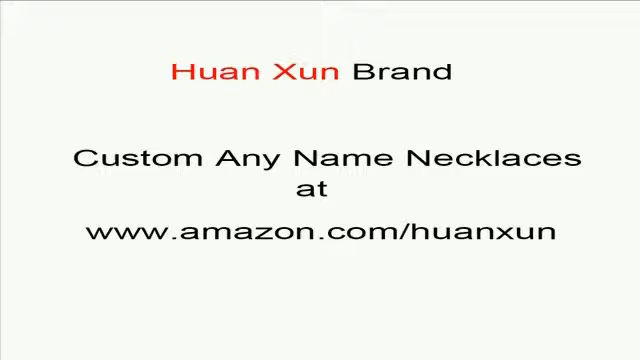 Huan Xun Brand
Custom Any Name Necklaces
at
www.amazon.com/huanxun